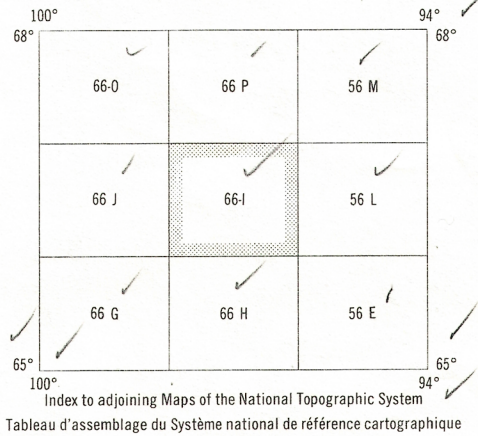 100° 94°
68° 68°
66-O 66 P 56 M
66 J 66-I 56 L
66 G 66 H 56 E
65° 65°
100° 94°
Index to adjoining Maps of the National Topographic System
Tableau d'assemblage du Système national de référence cartographique